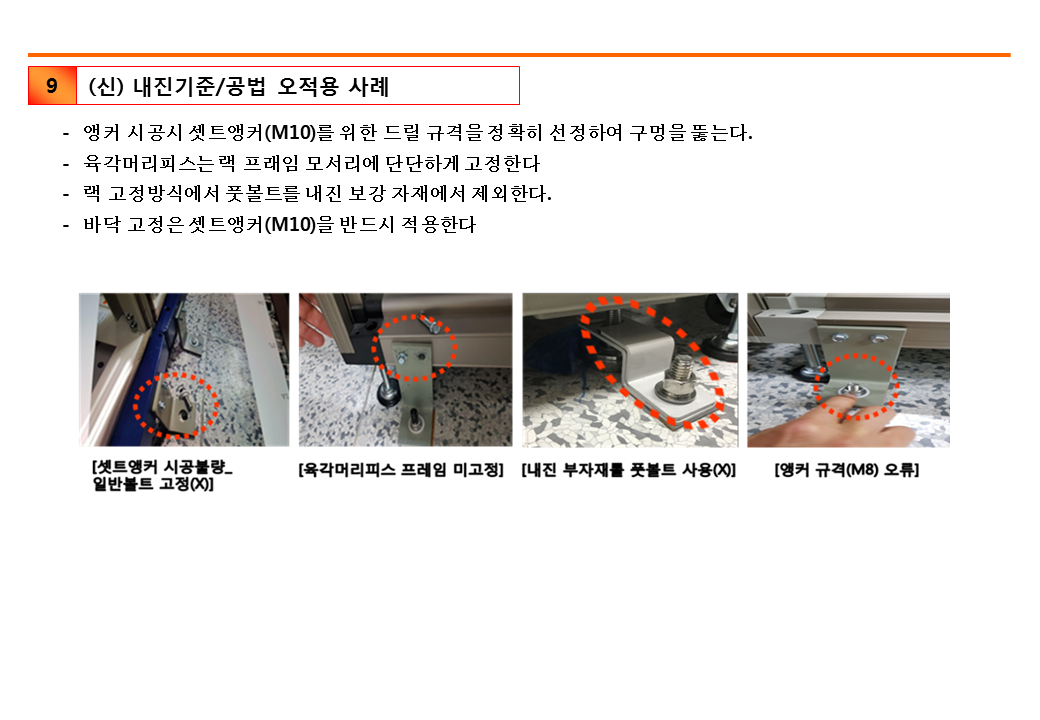 9
(신) 내진기준/공법 오적용 사례
- 앵커 시공시 셋트앵커(M10)를 위한 드릴 규격을 정확히 선정하여 구멍을 뚫는다.
- 육각머리피스는 랙 프래임 모서리에 단단하게 고정한다
- 랙 고정방식에서 풋볼트를 내진 보강 자재에서 제외한다.
- 바닥 고정은 셋트앵커(M10)을 반드시 적용한다
[셋트앵커 시공불량_
일반볼트 고정(X)]
[육각머리피스 프레임 미고정]
[내진 부자재를 풋볼트 사용(X)]
[앵커 규격(M8) 오류]